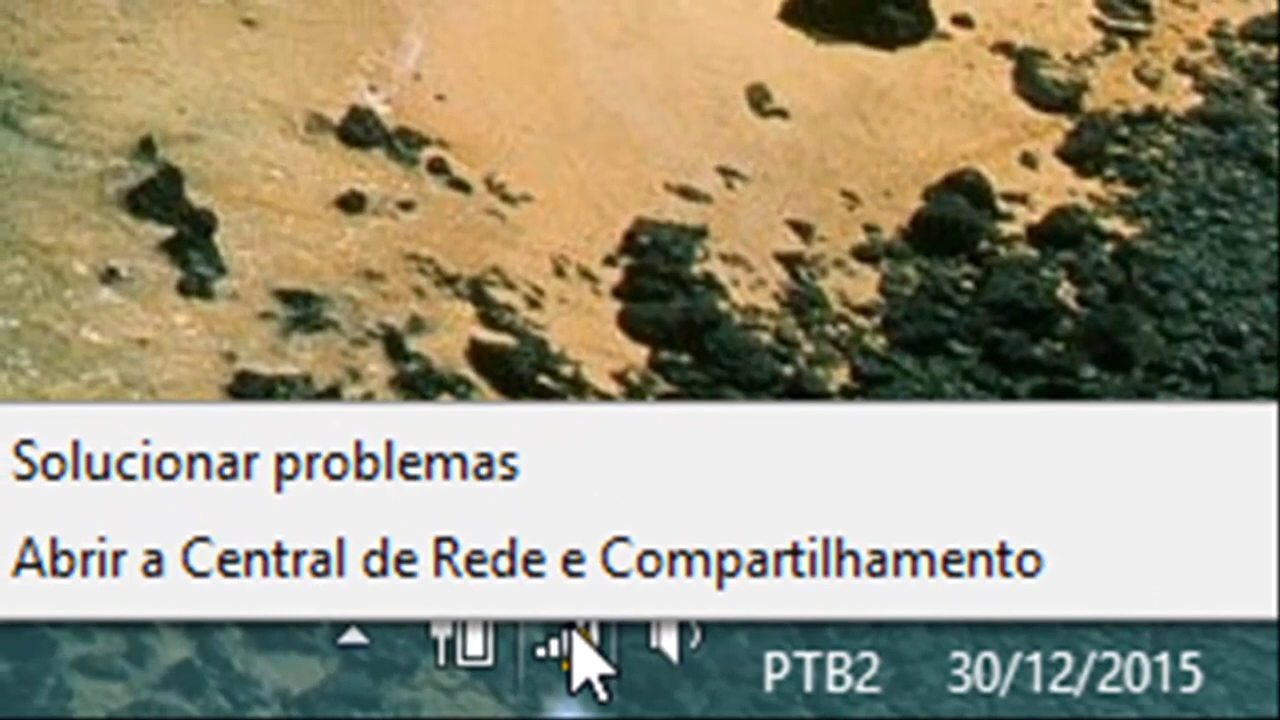 Solucionar problemas
Abrir a Central de Rede e Compartilhamento
PTB2 30/12/2015